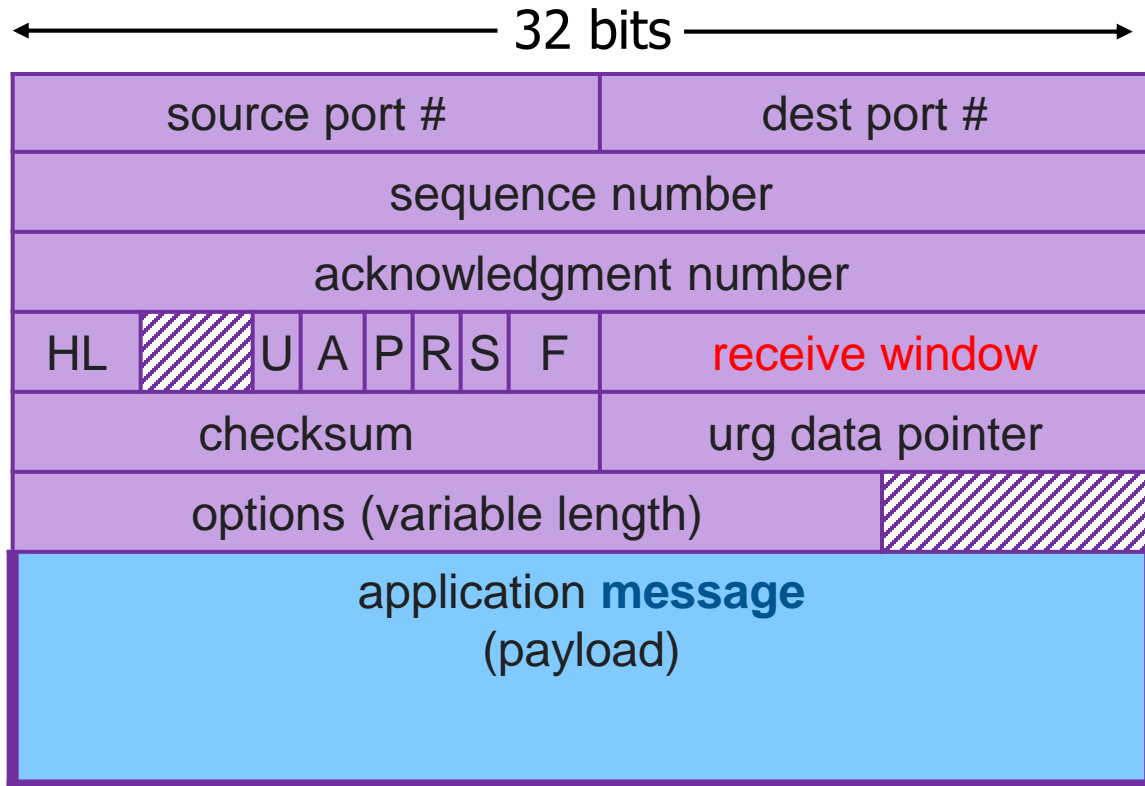 32 bits
source port # dest port #
sequence number
acknowledgment number
HL U A P R S F receive window
checksum urg data pointer
options (variable length)
application message
(payload)